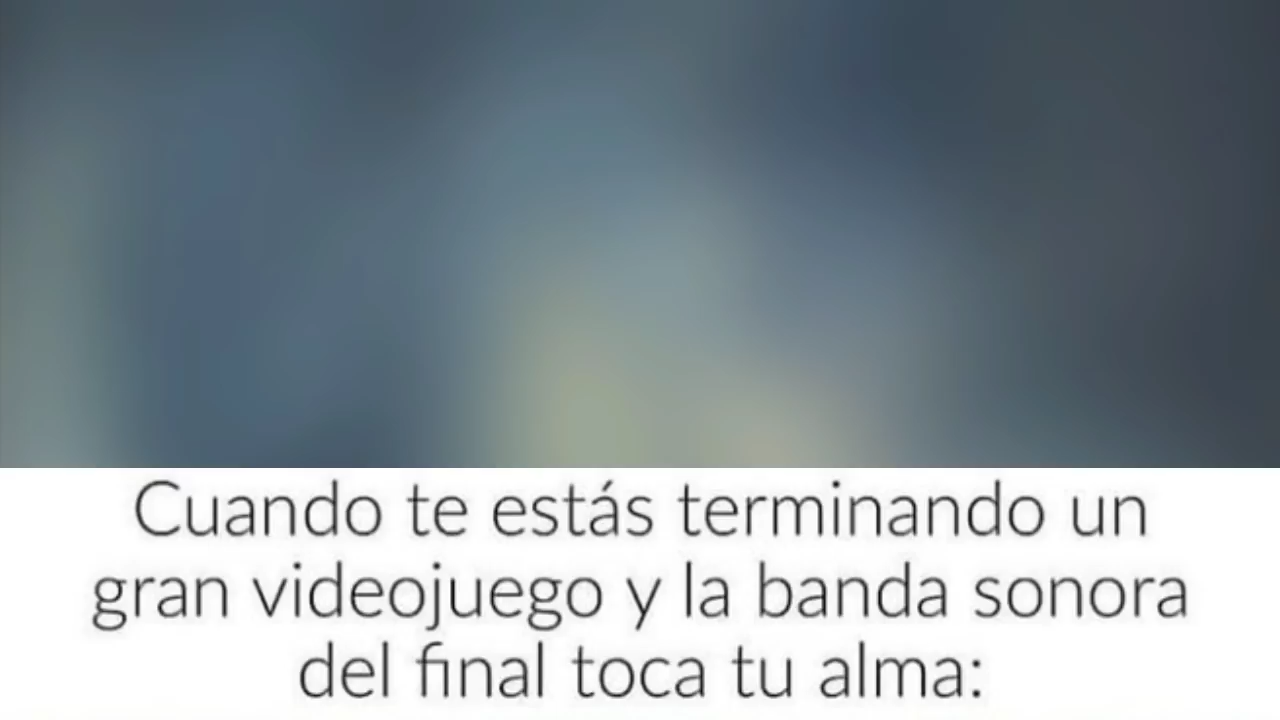 Cuando te estás terminando un
gran videojuego y la banda sonora
del final toca tu alma: